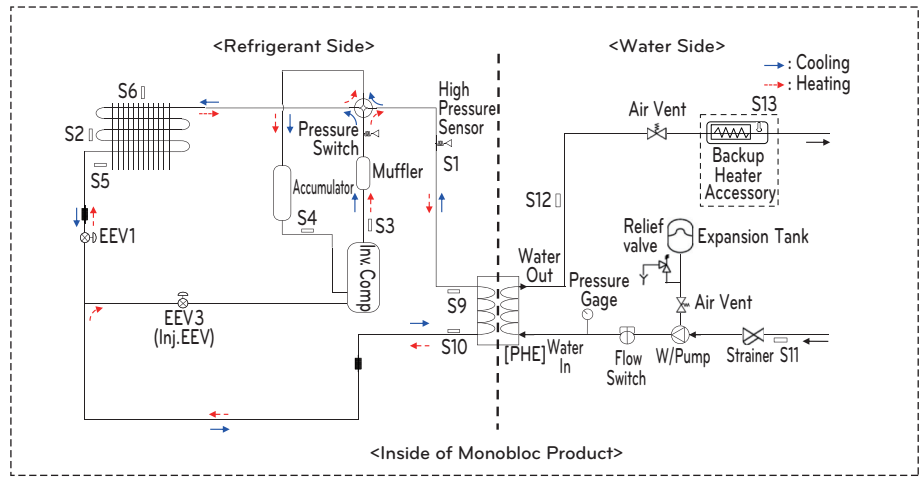 <Refrigerant Side>
<Water Side>
: Cooling
: Heating
S6
S2
S5
High
Pressure
Sensor
S1
Pressure
Switch
Muffler
Accumulator
S4
S3
Inv. Comp
EEV1
EEV3
(Inj.EEV)
S9
S10
[PHE]
Air Vent
S13
Backup
Heater
Accessory
S12
Relief
valve
Expansion Tank
Water
Out
Pressure
Gage
Air Vent
Water
In
Flow
Switch
W/Pump
Strainer
S11
<Inside of Monobloc Product>